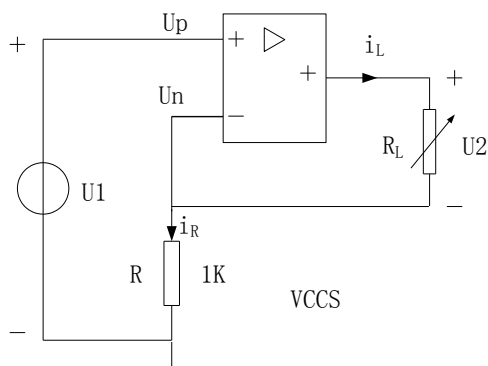 Up
+
+
▷
iL
+
+
Un
−
RL
U2
U1
−
iR
R
1K
VCCS
−